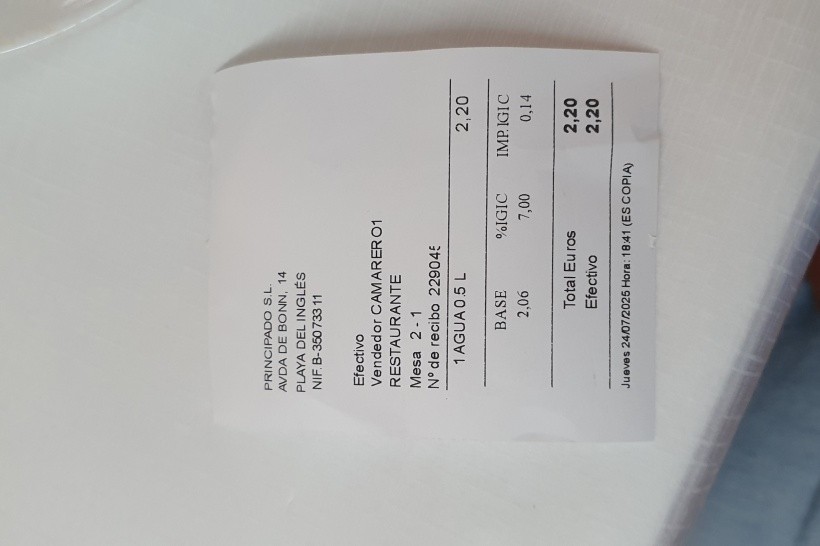 PRINCIPADO S.L.
AVDA DE BONN, 14
PLAYA DEL INGLÉS
NIF. B-35073311
Efectivo
Vendedor CAMARERO1
RESTAURANTE
Mesa 2 - 1
Nº de recibo 229045
1 AGUA 0.5 L 2,20
BASE %IGIC IMP.IGIC
2,06 7,00 0,14
Total Euros 2,20
Efectivo 2,20
Jueves 24/07/2025 Hora: 18:41 (ES COPIA)